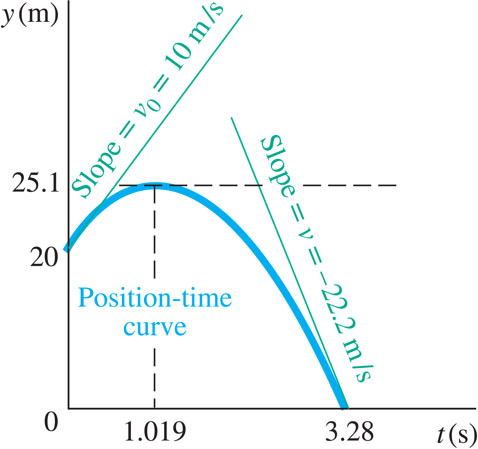 y (m)
Slope = v₀ = 10 m/s
25.1
Slope = v = −22.2 m/s
20
Position-time
curve
0
1.019
3.28
t (s)